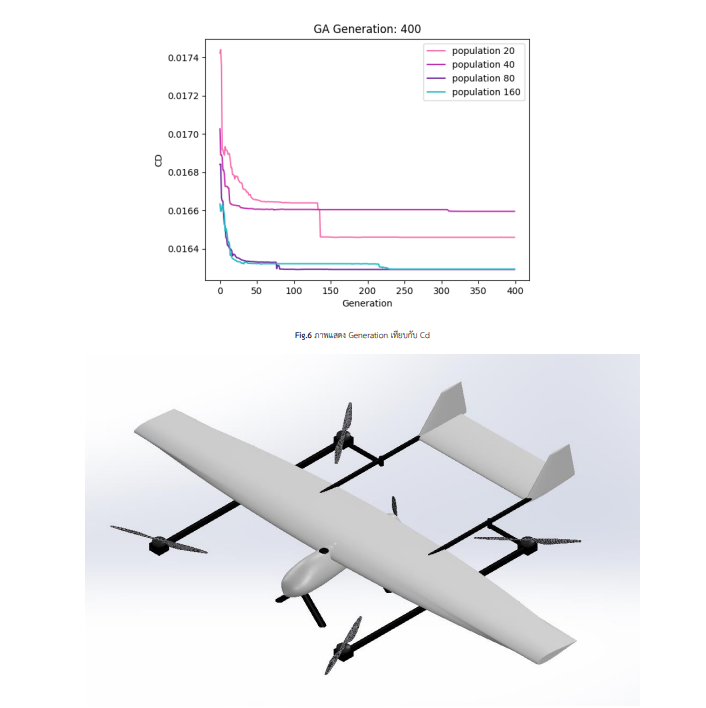 GA Generation: 400
population 20
population 40
population 80
population 160
CD
0.0174
0.0172
0.0170
0.0168
0.0166
0.0164
0 50 100 150 200 250 300 350 400
Generation
Fig.6 ภาพแสดง Generation เทียบกับ Cd